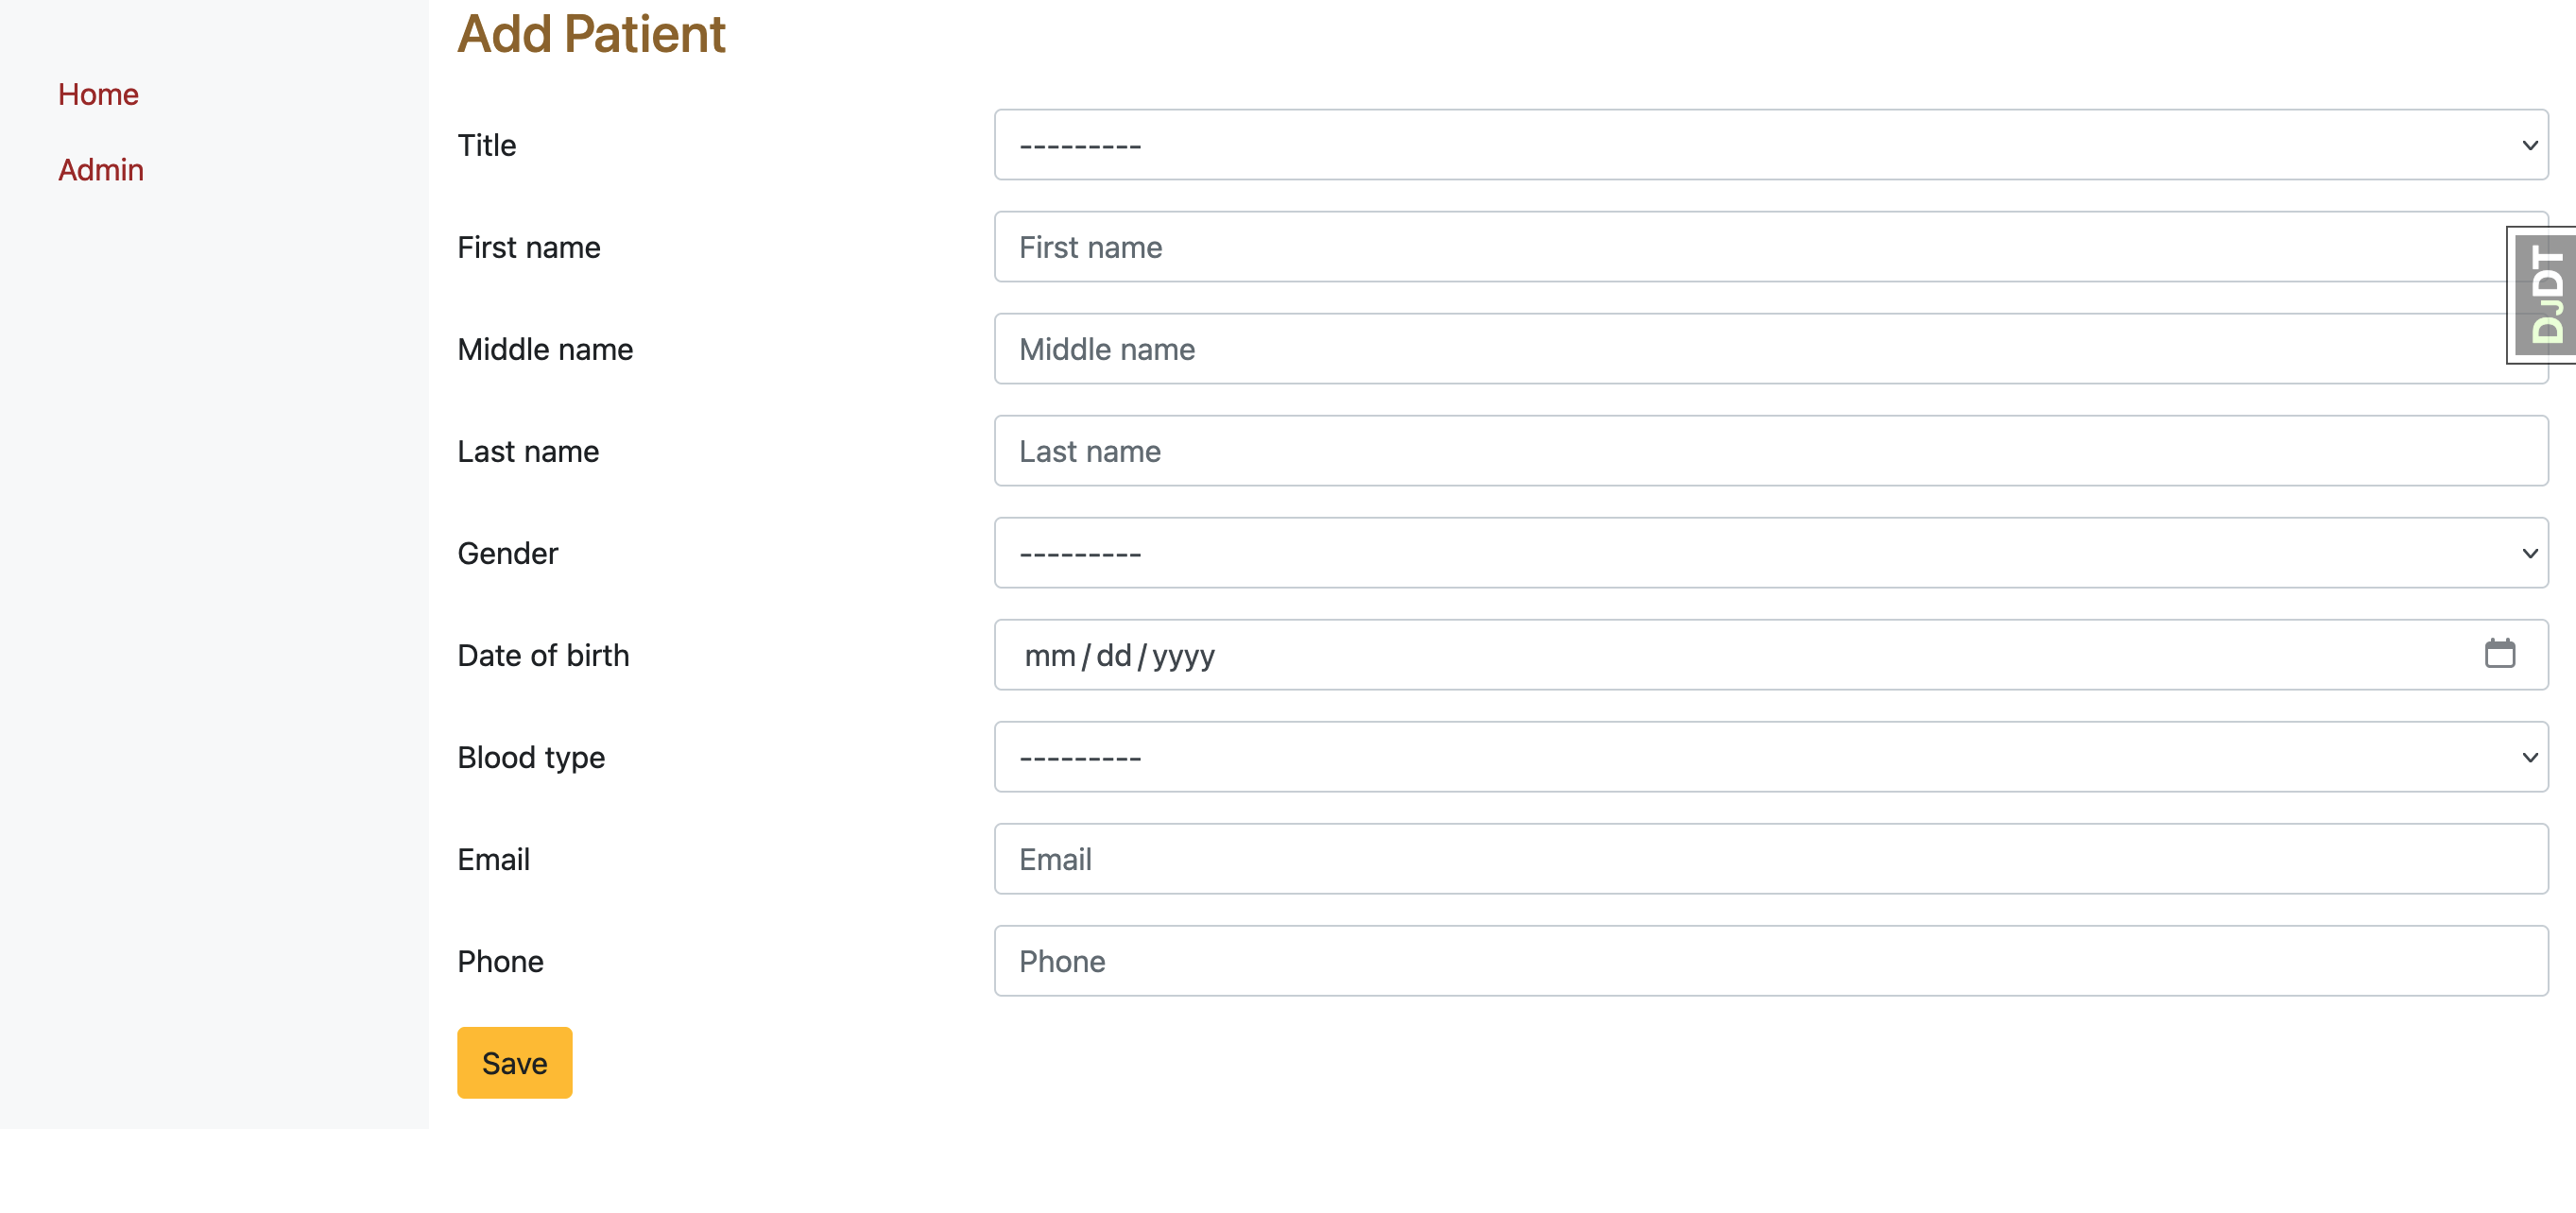 Add Patient
Home
Admin
Title
---------
First name
First name
Middle name
Middle name
Last name
Last name
Gender
---------
Date of birth
mm/dd/yyyy
Blood type
---------
Email
Email
Phone
Phone
Save
DJDT